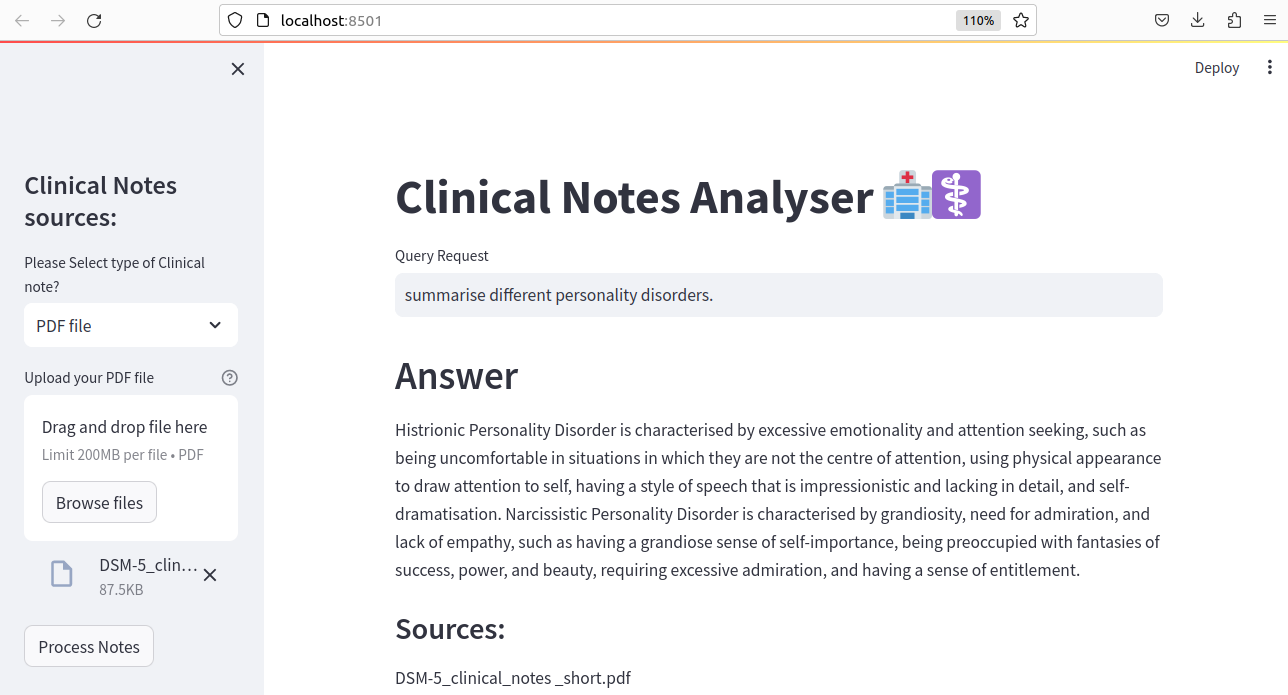 localhost:8501
110%
Deploy
Clinical Notes
sources:
Please Select type of Clinical
note?
PDF file
Upload your PDF file
Drag and drop file here
Limit 200MB per file • PDF
Browse files
DSM-5_clin...
87.5KB
Process Notes
Clinical Notes Analyser
Query Request
summarise different personality disorders.
Answer
Histrionic Personality Disorder is characterised by excessive emotionality and attention seeking, such as
being uncomfortable in situations in which they are not the centre of attention, using physical appearance
to draw attention to self, having a style of speech that is impressionistic and lacking in detail, and self-
dramatisation. Narcissistic Personality Disorder is characterised by grandiosity, need for admiration, and
lack of empathy, such as having a grandiose sense of self-importance, being preoccupied with fantasies of
success, power, and beauty, requiring excessive admiration, and having a sense of entitlement.
Sources:
DSM-5_clinical_notes _short.pdf